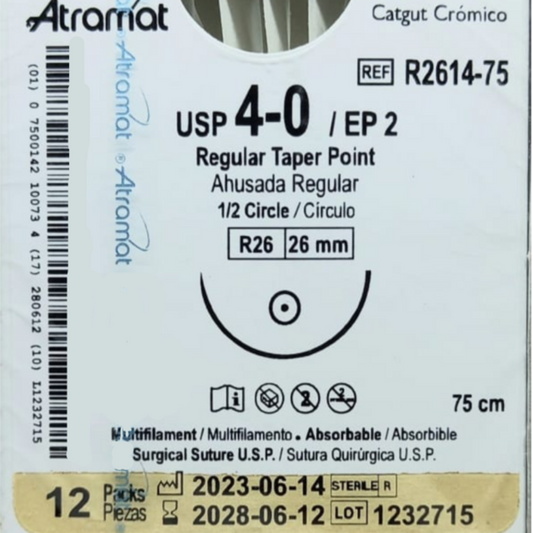 Atramat
Catgut Crómico
REF R2614-75
USP 4-0 / EP 2
Regular Taper Point
Ahusada Regular
1/2 Circle / Círculo
R26 26 mm
75 cm
Multifilament / Multifilamento • Absorbable / Absorbible
Surgical Suture U.S.P. / Sutura Quirúrgica U.S.P.
12 Packs Piezas
2023-06-14 STERILE R
2028-06-12 LOT 1232715
(01) 0 7500142 10073 4 (17) 280612 (10) L1232715
Atramat ® Atramat